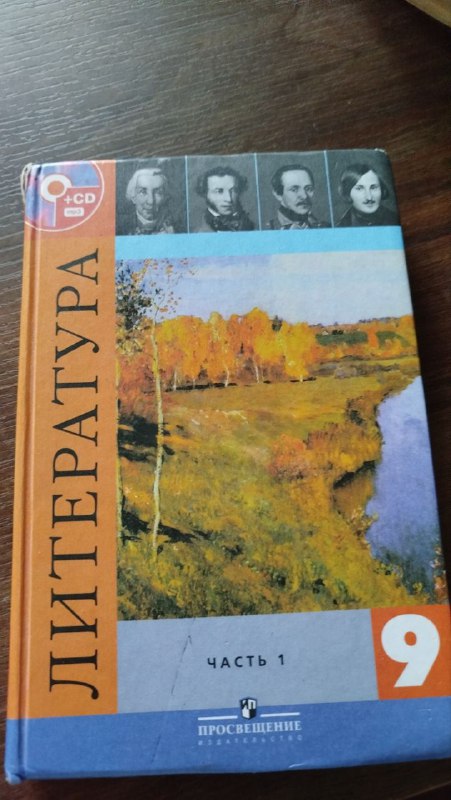 +CD
mp3
ЛИТЕРАТУРА
ЧАСТЬ 1
9
ПРОСВЕЩЕНИЕ
ИЗДАТЕЛЬСТВО